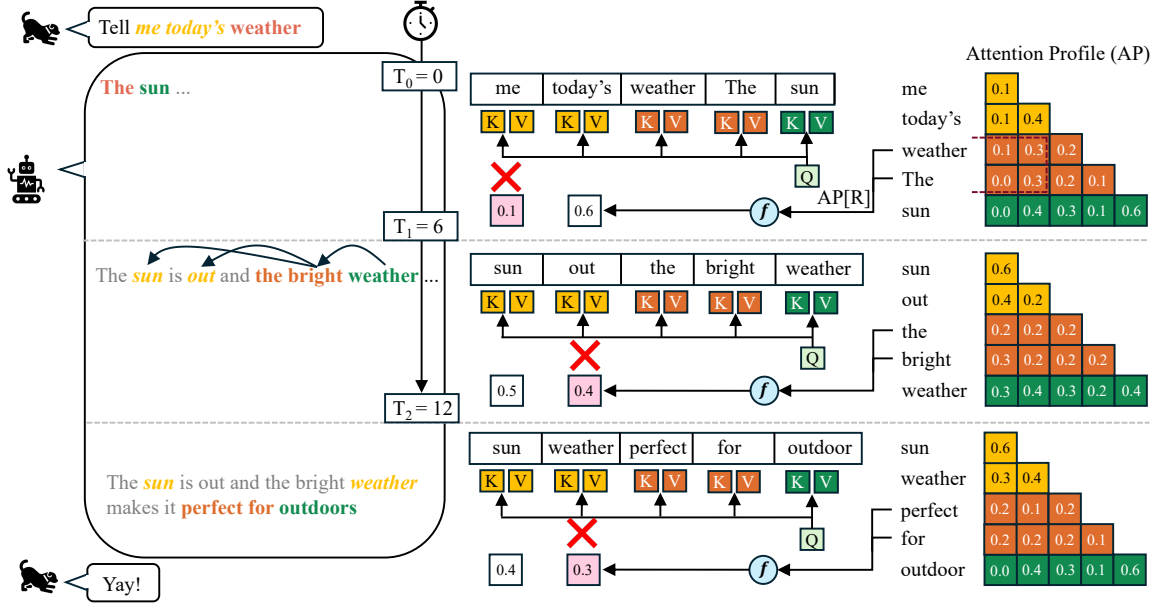 Tell me today's weather
The sun ...
T0 = 0
me today's weather The sun
K V K V K V K V K V
Q
0.1 0.6 f AP[R]
Attention Profile (AP)
me 0.1
today's 0.1 0.4
weather 0.1 0.3 0.2
The 0.0 0.3 0.2 0.1
sun 0.0 0.4 0.3 0.1 0.6
T1 = 6
The sun is out and the bright weather ...
sun out the bright weather
K V K V K V K V K V
Q
0.5 0.4 f
sun 0.6
out 0.4 0.2
the 0.2 0.2 0.2
bright 0.3 0.2 0.2 0.2
weather 0.3 0.4 0.3 0.2 0.4
T2 = 12
The sun is out and the bright weather
makes it perfect for outdoors
sun weather perfect for outdoor
K V K V K V K V K V
Q
0.4 0.3 f
sun 0.6
weather 0.3 0.4
perfect 0.2 0.1 0.2
for 0.2 0.2 0.2 0.1
outdoor 0.0 0.4 0.3 0.1 0.6
Yay!